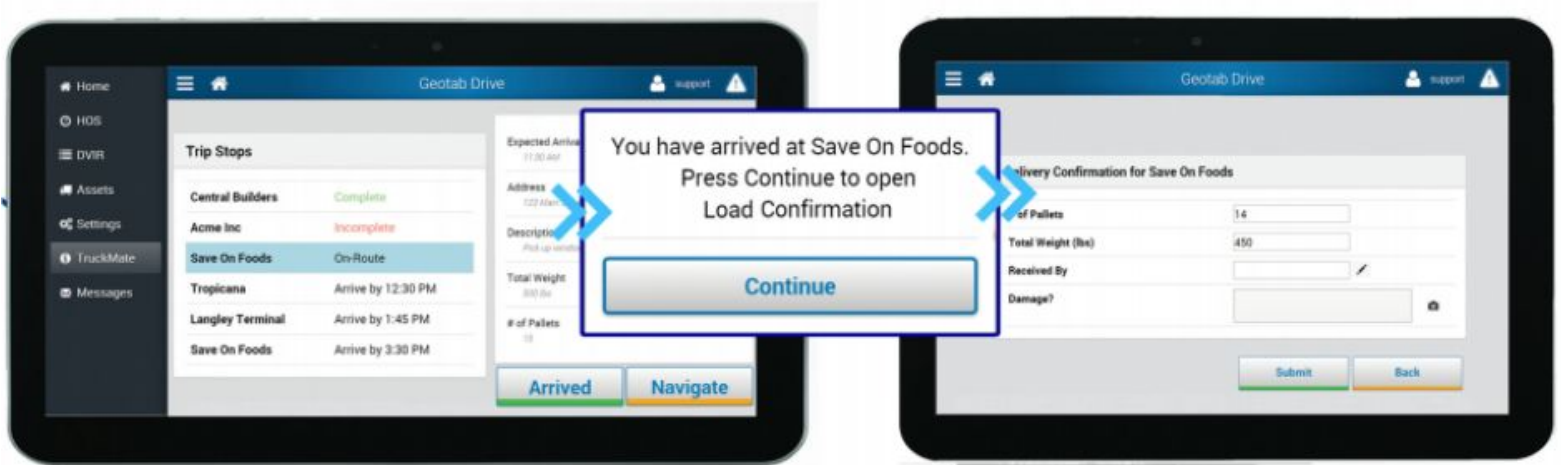 Home
HOS
DVIR
Assets
Settings
TruckMate
Messages
Geotab Drive
support
Trip Stops
Central Builders Complete
Acme Inc Incomplete
Save On Foods On-Route
Tropicana Arrive by 12:30 PM
Langley Terminal Arrive by 1:45 PM
Save On Foods Arrive by 3:30 PM
Expected
11:30 AM
Address
Total Weight
# of Pallets
Arrived Navigate
You have arrived at Save On Foods.
Press Continue to open
Load Confirmation
Continue
Geotab Drive
support
Confirmation for Save On Foods
of Pallets 14
Total Weight (lbs) 450
Received By
Damage?
Submit Back